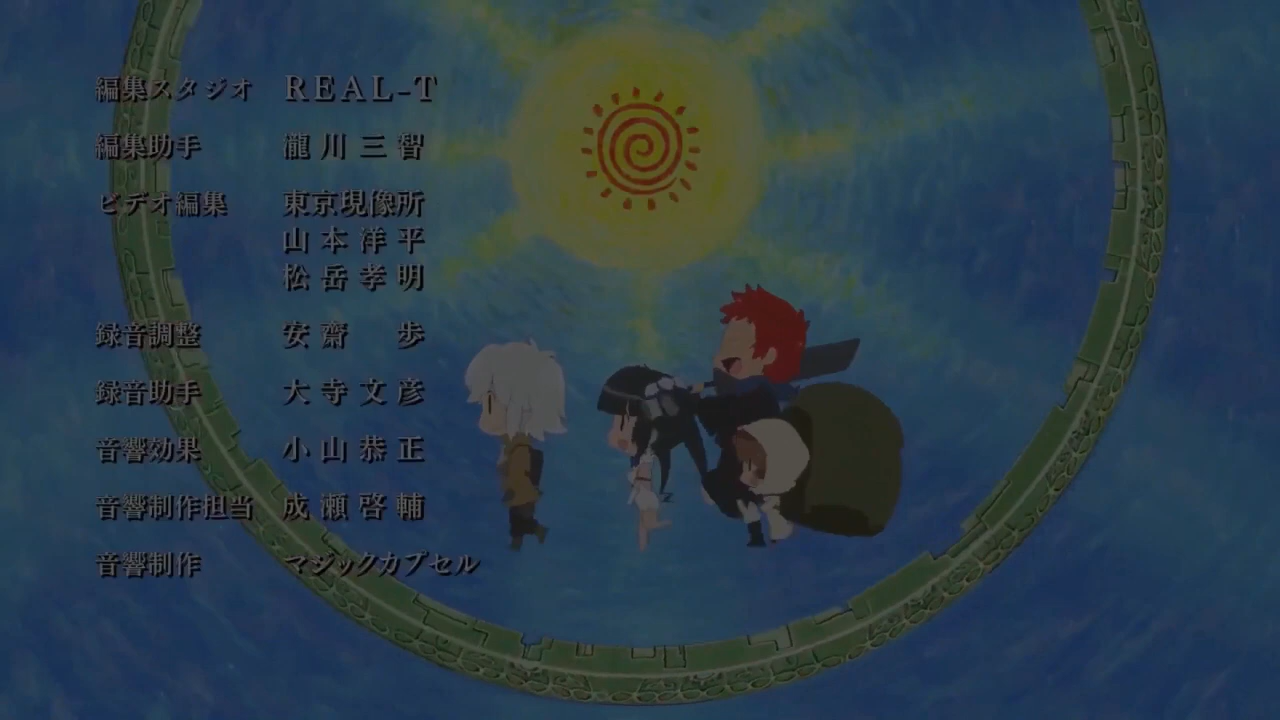 編集スタジオ REAL-T
編集助手 瀧川三智
ビデオ編集 東京現像所
山本洋平
松岳孝明
録音調整 安齋 歩
録音助手 大寺文彦
音響効果 小山恭正
音響制作担当 成瀬啓輔
音響制作 マジックカプセル